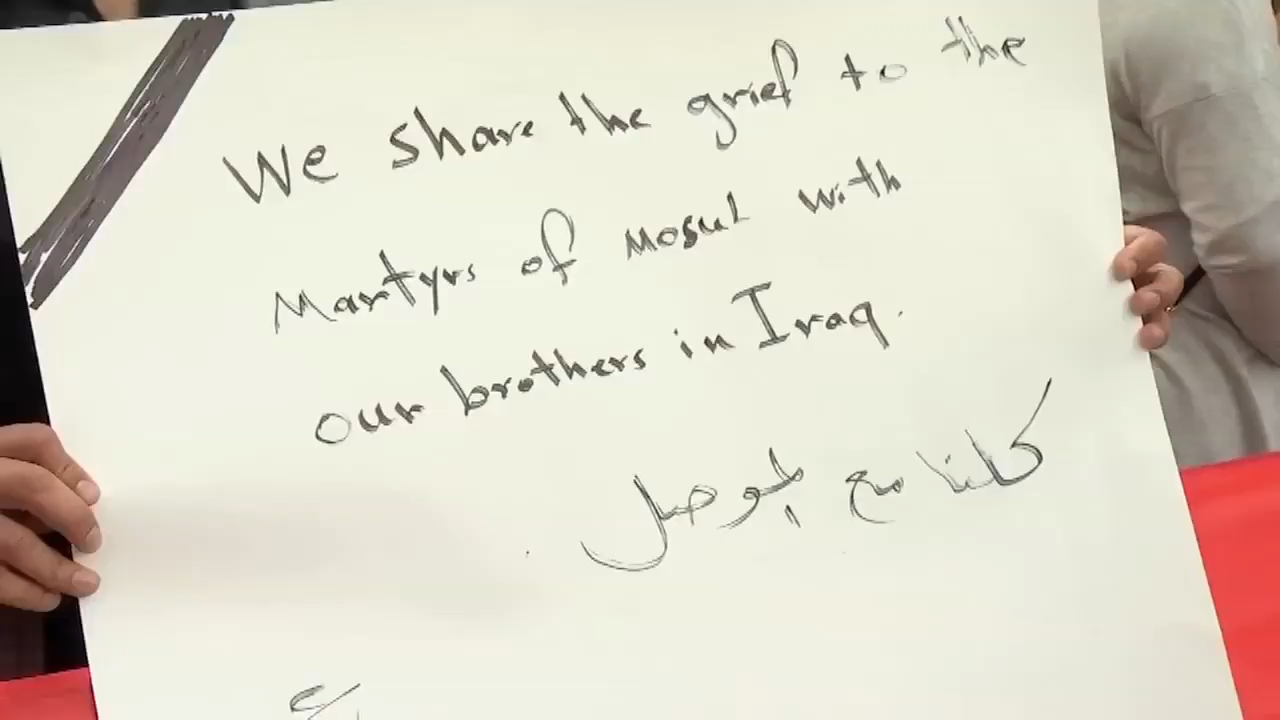 We share the grief to the
Martyrs of Mosul with
our brothers in Iraq.
كلنا مع الموصل